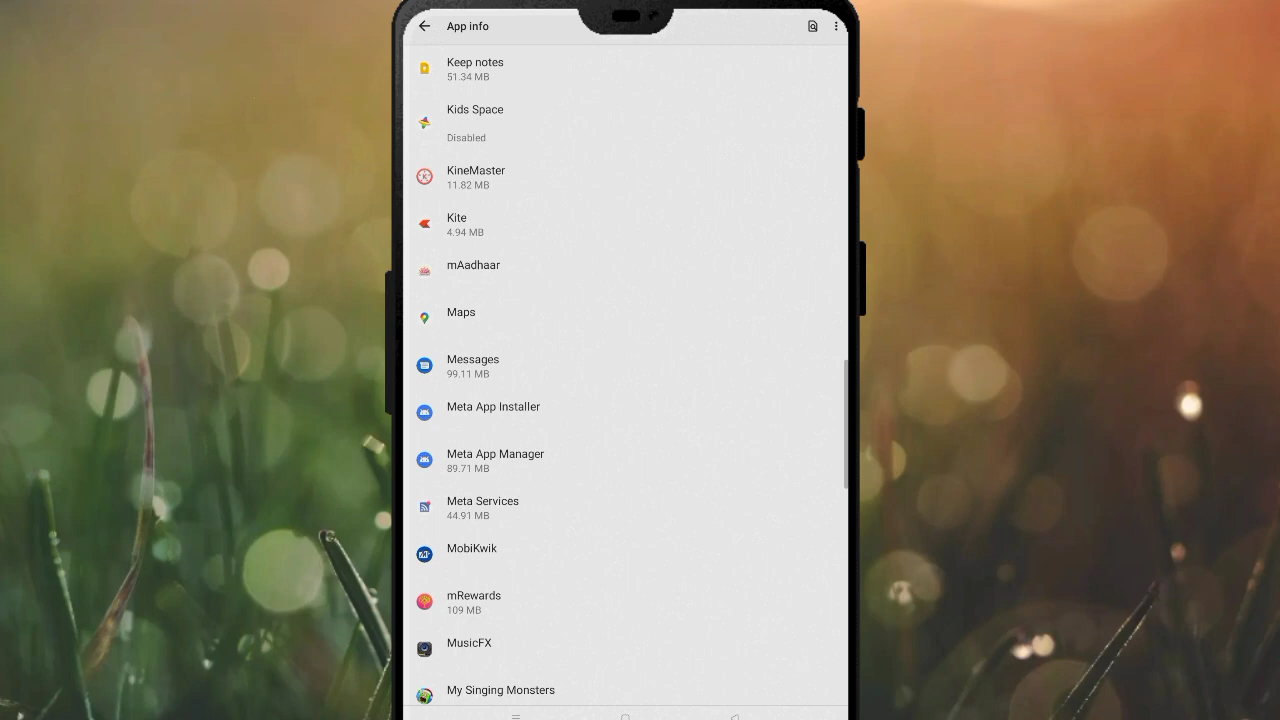 App info
Keep notes
51.34 MB
Kids Space
Disabled
KineMaster
11.82 MB
Kite
4.94 MB
mAadhaar
Maps
Messages
99.11 MB
Meta App Installer
Meta App Manager
89.71 MB
Meta Services
44.91 MB
MobiKwik
mRewards
109 MB
MusicFX
My Singing Monsters